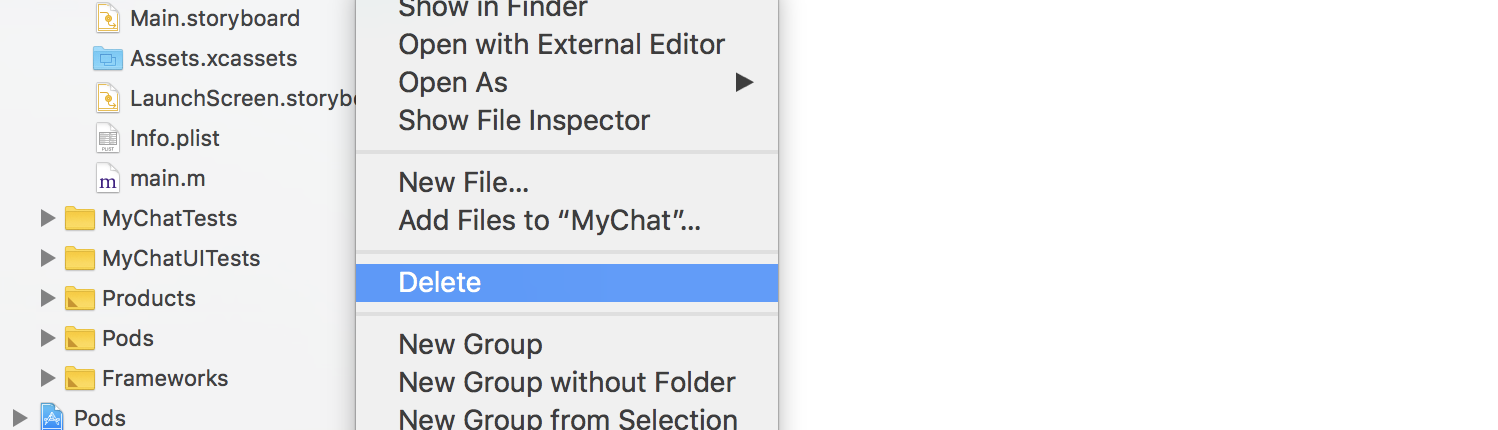 Main.storyboard
Assets.xcassets
LaunchScreen.storybo
Info.plist
PLIST
main.m
m
MyChatTests
MyChatUITests
Products
Pods
Frameworks
Pods
Show in Finder
Open with External Editor
Open As
Show File Inspector
New File...
Add Files to “MyChat”...
Delete
New Group
New Group without Folder
New Group from Selection